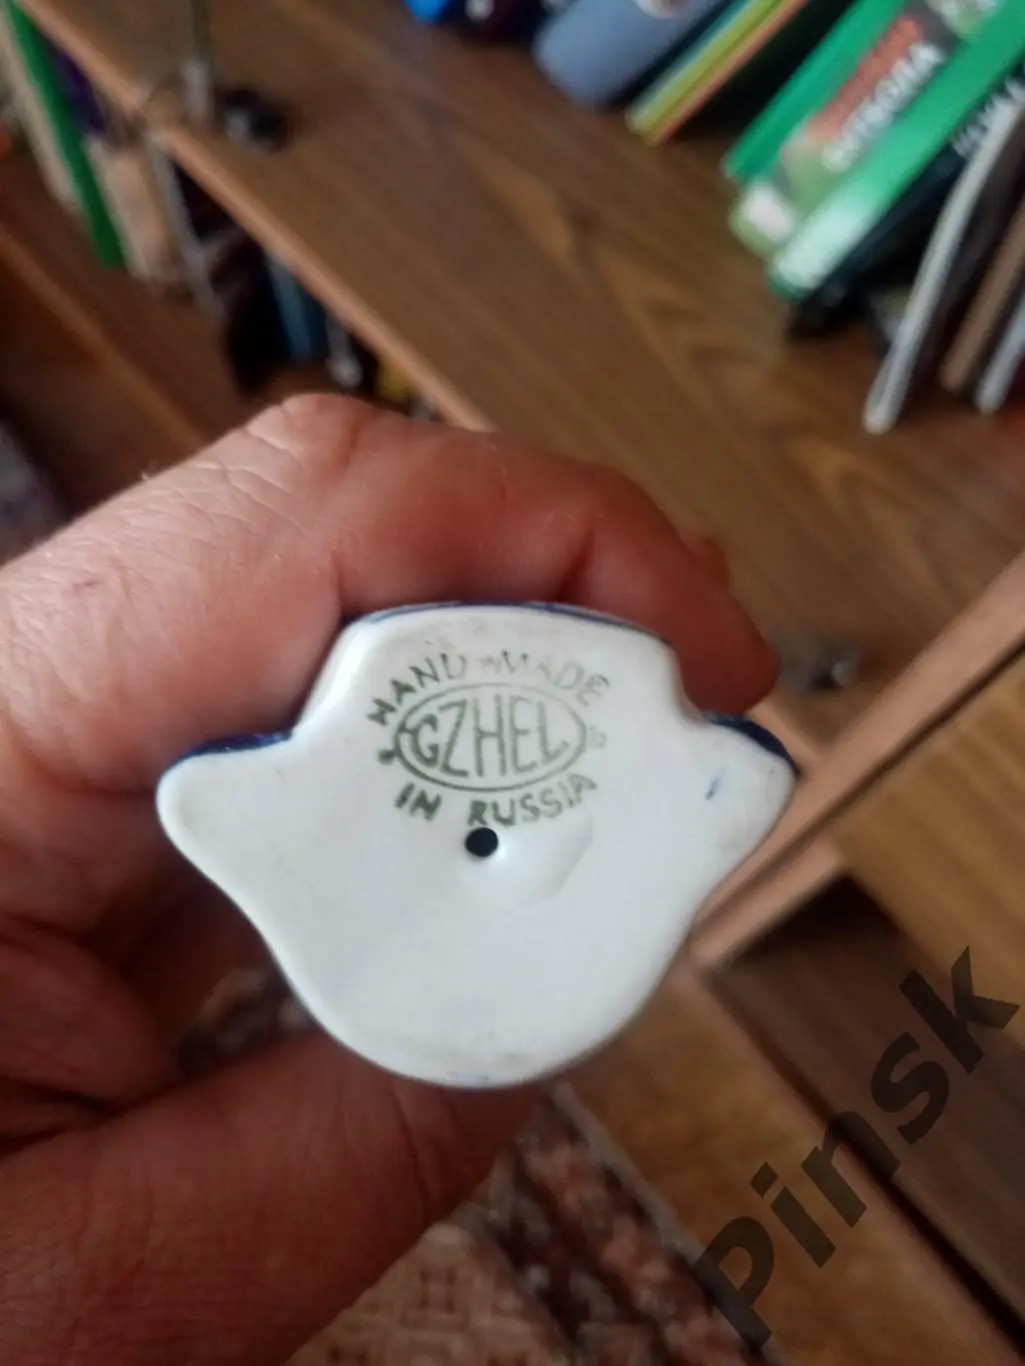 HAND MADE
GZHEL
IN RUSSIA
Pinsk